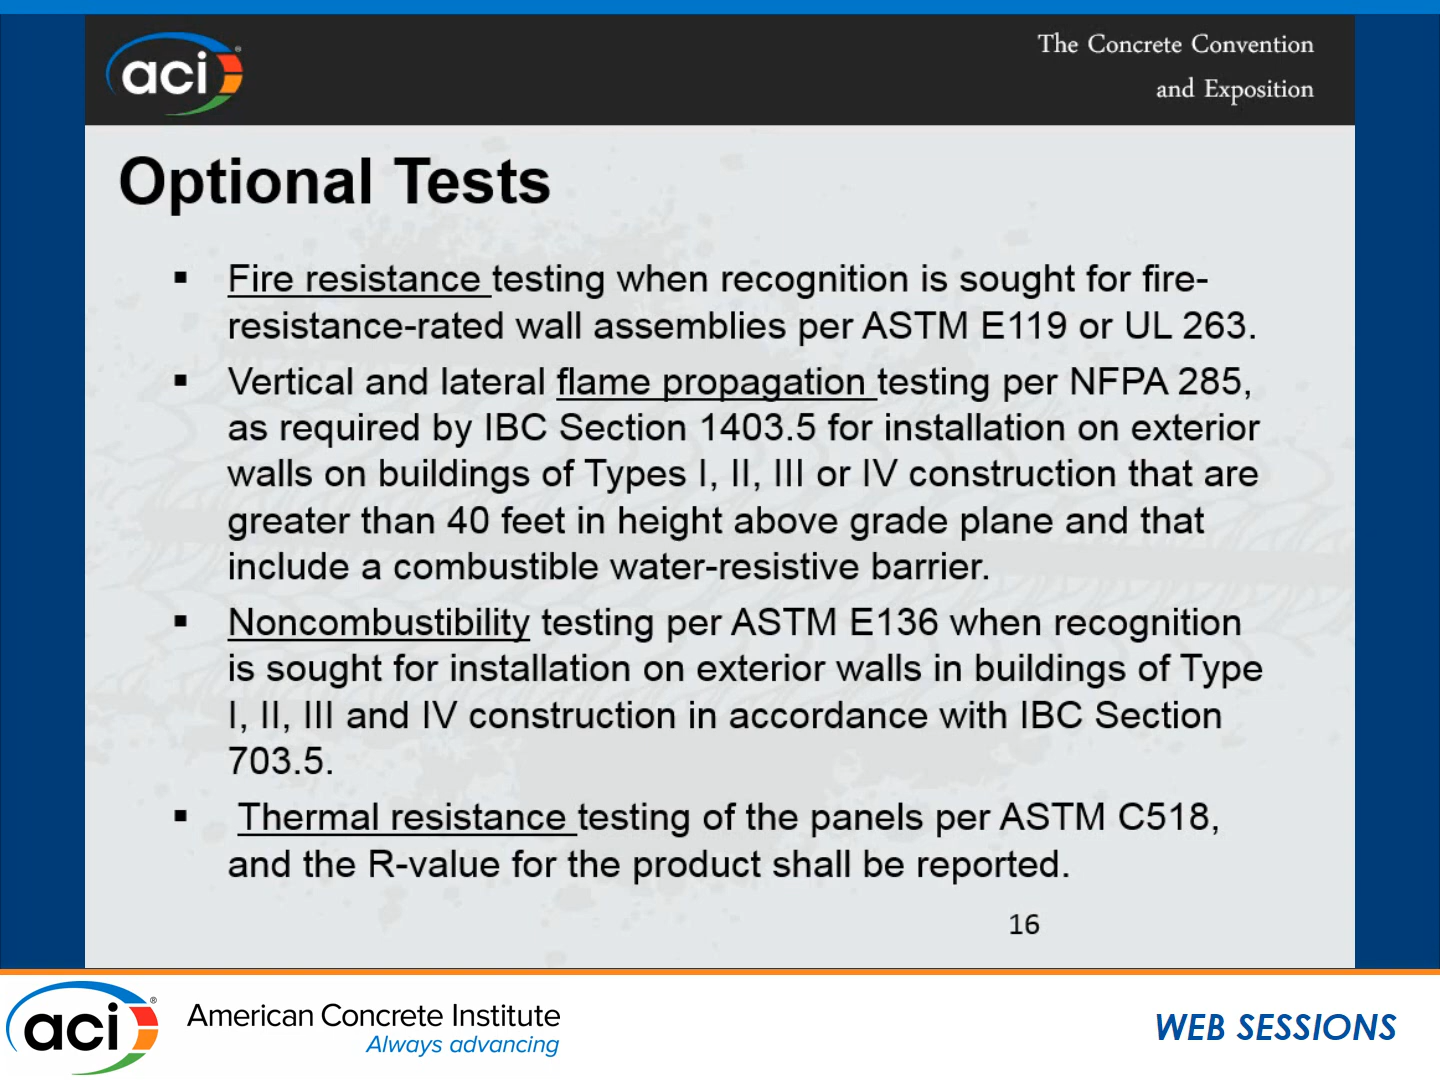 aci®
The Concrete Convention
and Exposition
Optional Tests
▪ Fire resistance testing when recognition is sought for fire-
resistance-rated wall assemblies per ASTM E119 or UL 263.
▪ Vertical and lateral flame propagation testing per NFPA 285,
as required by IBC Section 1403.5 for installation on exterior
walls on buildings of Types I, II, III or IV construction that are
greater than 40 feet in height above grade plane and that
include a combustible water-resistive barrier.
▪ Noncombustibility testing per ASTM E136 when recognition
is sought for installation on exterior walls in buildings of Type
I, II, III and IV construction in accordance with IBC Section
703.5.
▪ Thermal resistance testing of the panels per ASTM C518,
and the R-value for the product shall be reported.
16
aci®
American Concrete Institute
Always advancing
WEB SESSIONS